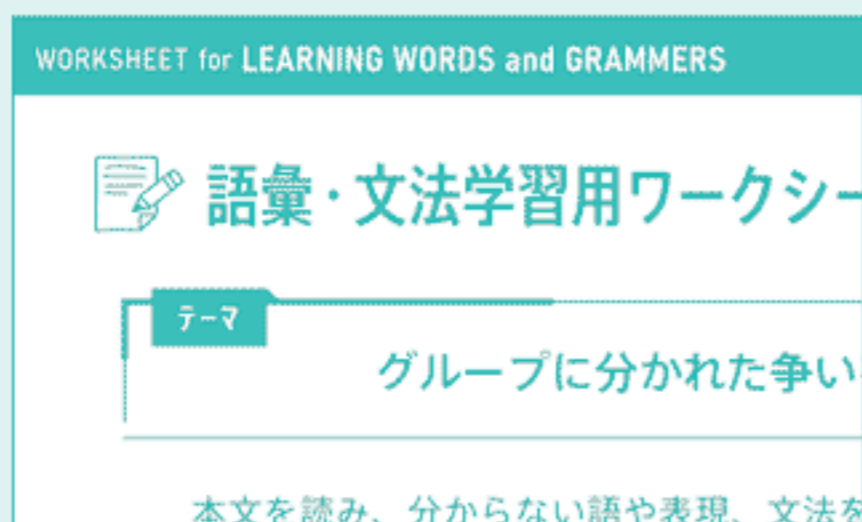 WORKSHEET for LEARNING WORDS and GRAMMERS
語彙・文法学習用ワークシー
テーマ
グループに分かれた争い
本文を読み、分からない語や表現、文法を